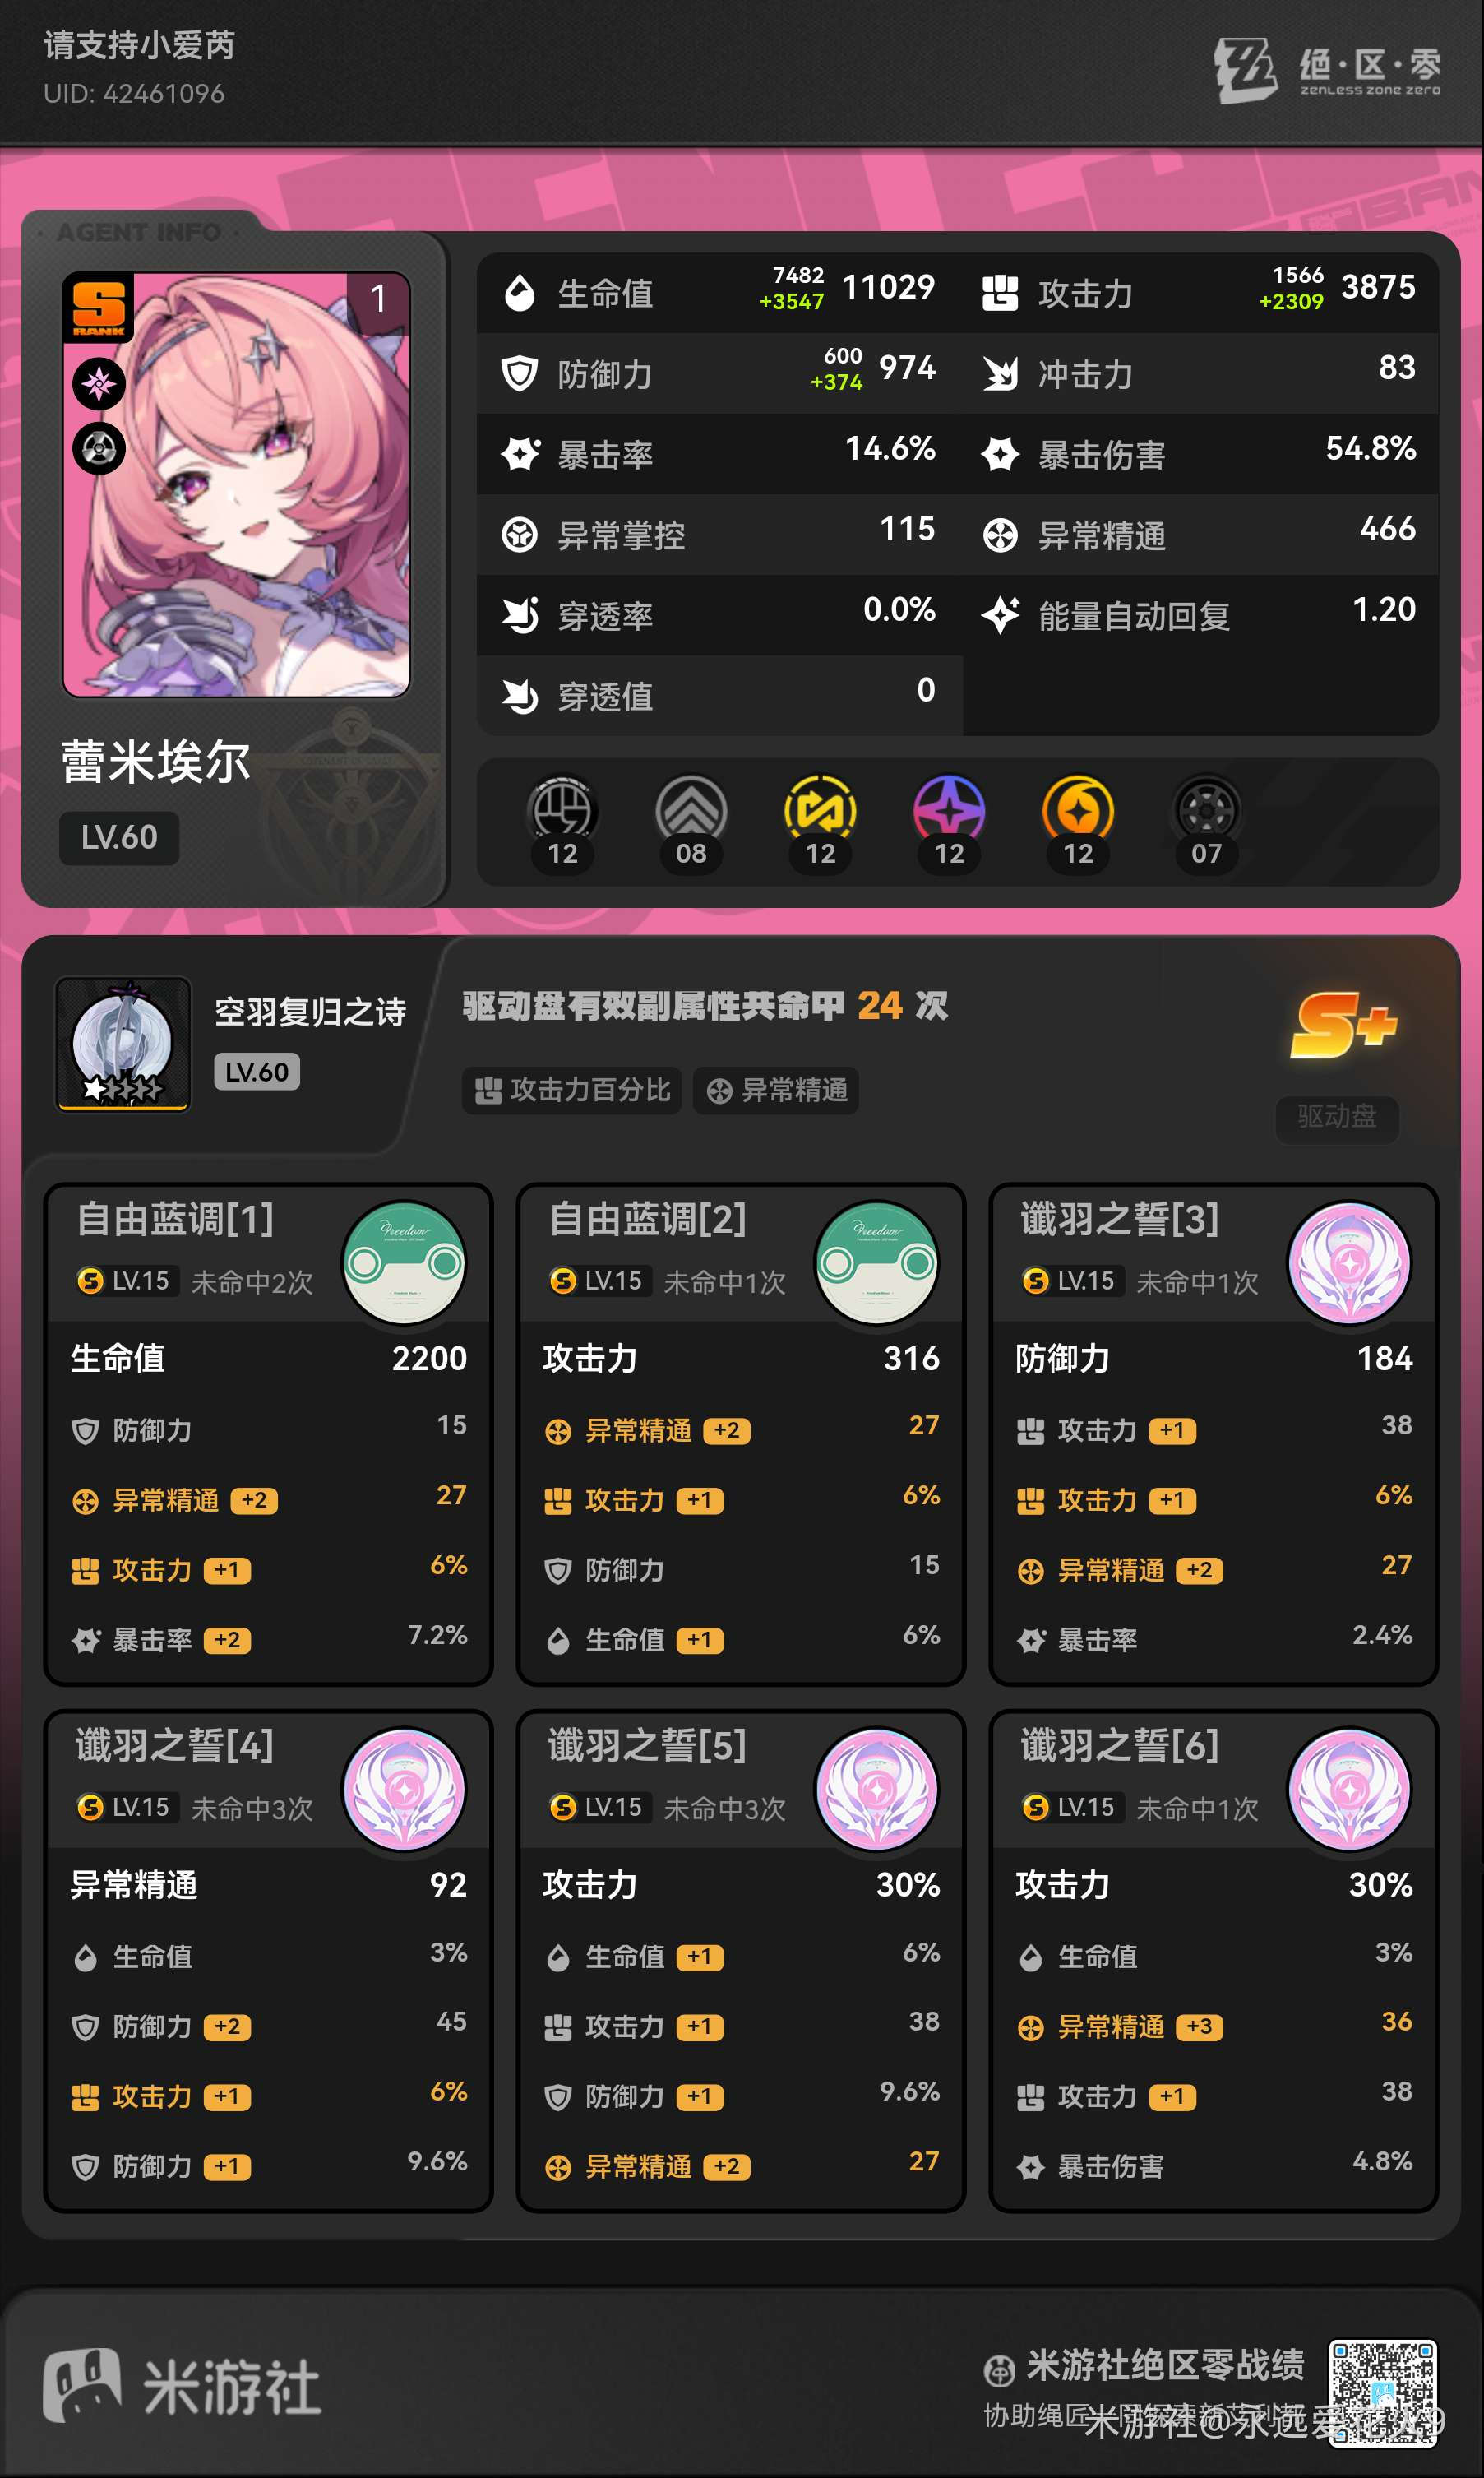 请支持小爱芮
UID: 42461096
绝·区·零
zenless zone zero
AGENT INFO
S
RANK
1
蕾米埃尔
LV.60
生命值 7482 +3547 11029
攻击力 1566 +2309 3875
防御力 600 +374 974
冲击力 83
暴击率 14.6%
暴击伤害 54.8%
异常掌控 115
异常精通 466
穿透率 0.0%
能量自动回复 1.20
穿透值 0
12 08 12 12 12 07
空羽复归之诗
LV.60
驱动盘有效副属性共命中 24 次
攻击力百分比 异常精通
S+
驱动盘
自由蓝调[1]
LV.15 未命中2次
生命值 2200
防御力 15
异常精通 +2 27
攻击力 +1 6%
暴击率 +2 7.2%
自由蓝调[2]
LV.15 未命中1次
攻击力 316
异常精通 +2 27
攻击力 +1 6%
防御力 15
生命值 +1 6%
谶羽之誓[3]
LV.15 未命中1次
防御力 184
攻击力 +1 38
攻击力 +1 6%
异常精通 +2 27
暴击率 2.4%
谶羽之誓[4]
LV.15 未命中3次
异常精通 92
生命值 3%
防御力 +2 45
攻击力 +1 6%
防御力 +1 9.6%
谶羽之誓[5]
LV.15 未命中3次
攻击力 30%
生命值 +1 6%
攻击力 +1 38
防御力 +1 9.6%
异常精通 +2 27
谶羽之誓[6]
LV.15 未命中1次
攻击力 30%
生命值 3%
异常精通 +3 36
攻击力 +1 38
暴击伤害 4.8%
米游社
米游社绝区零战绩
协助绳匠
米游社@永远爱